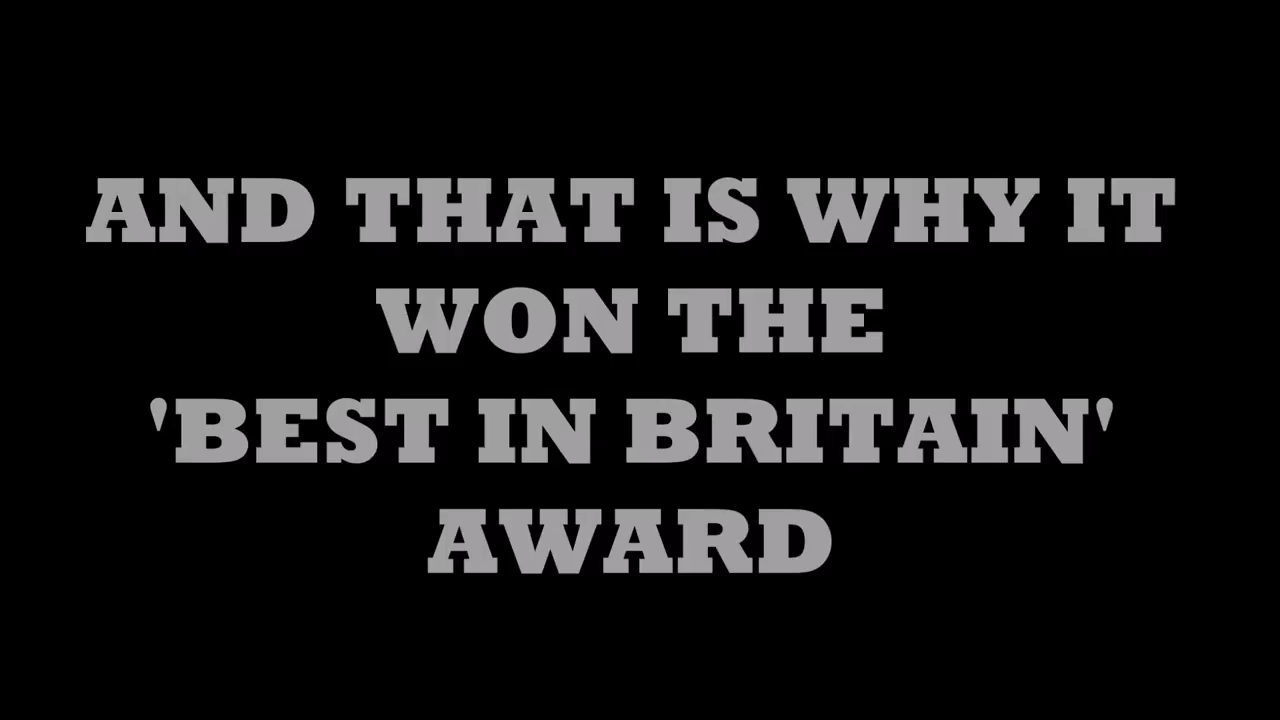 AND THAT IS WHY IT
WON THE
'BEST IN BRITAIN'
AWARD